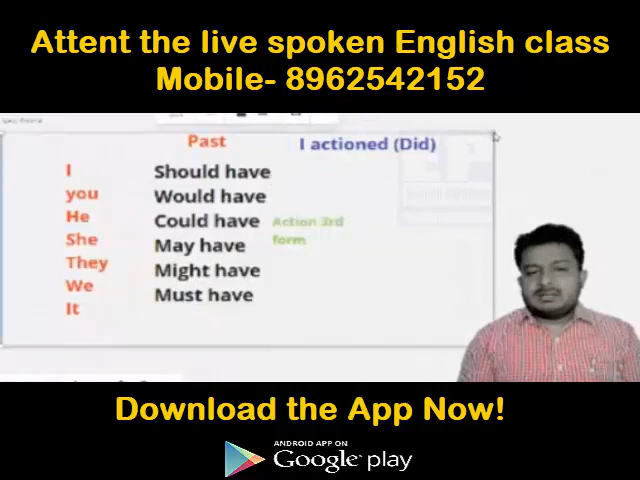 Attent the live spoken English class
Mobile- 8962542152
Past
I actioned (Did)
I
you
He
She
They
We
It
Should have
Would have
Could have
May have
Might have
Must have
Action 3rd
form
Download the App Now!
ANDROID APP ON
Google play